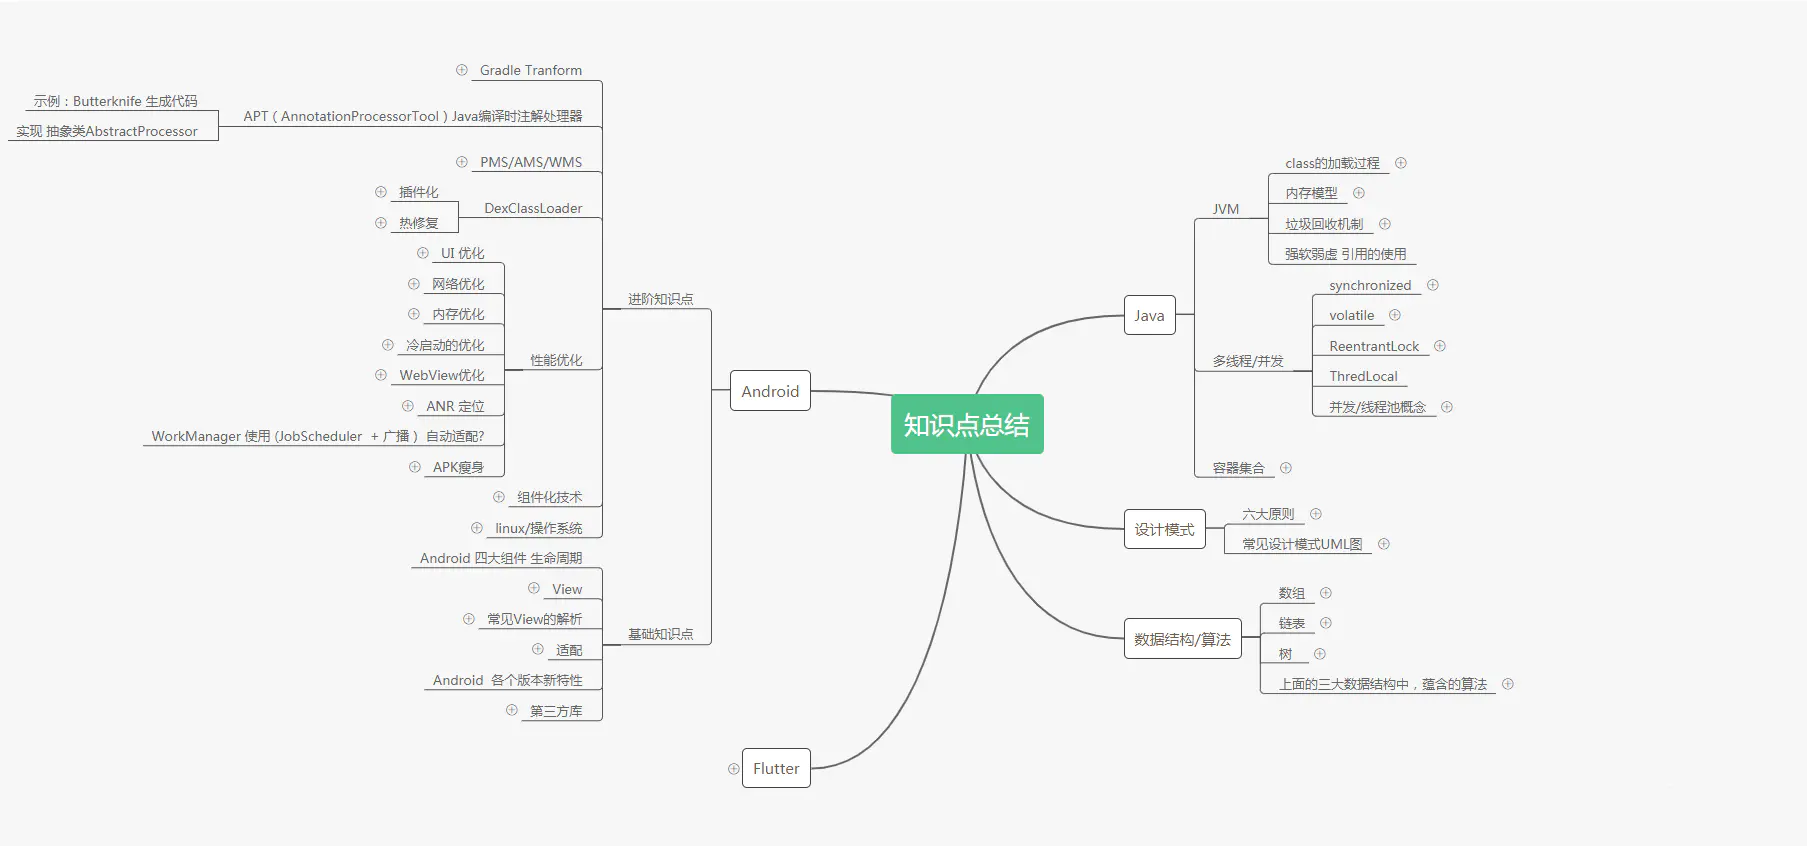 知识点总结
Java
JVM
class的加载过程
内存模型
垃圾回收机制
强软弱虚 引用的使用
多线程/并发
synchronized
volatile
ReentrantLock
ThredLocal
并发/线程池概念
容器集合
设计模式
六大原则
常见设计模式UML图
数据结构/算法
数组
链表
树
上面的三大数据结构中，蕴含的算法
Android
进阶知识点
Gradle Tranform
APT（AnnotationProcessorTool）Java编译时注解处理器
示例：Butterknife 生成代码
实现 抽象类AbstractProcessor
PMS/AMS/WMS
DexClassLoader
插件化
热修复
性能优化
UI 优化
网络优化
内存优化
冷启动的优化
WebView优化
ANR 定位
WorkManager 使用 (JobScheduler + 广播） 自动适配?
APK瘦身
组件化技术
linux/操作系统
基础知识点
Android 四大组件 生命周期
View
常见View的解析
适配
Android 各个版本新特性
第三方库
Flutter